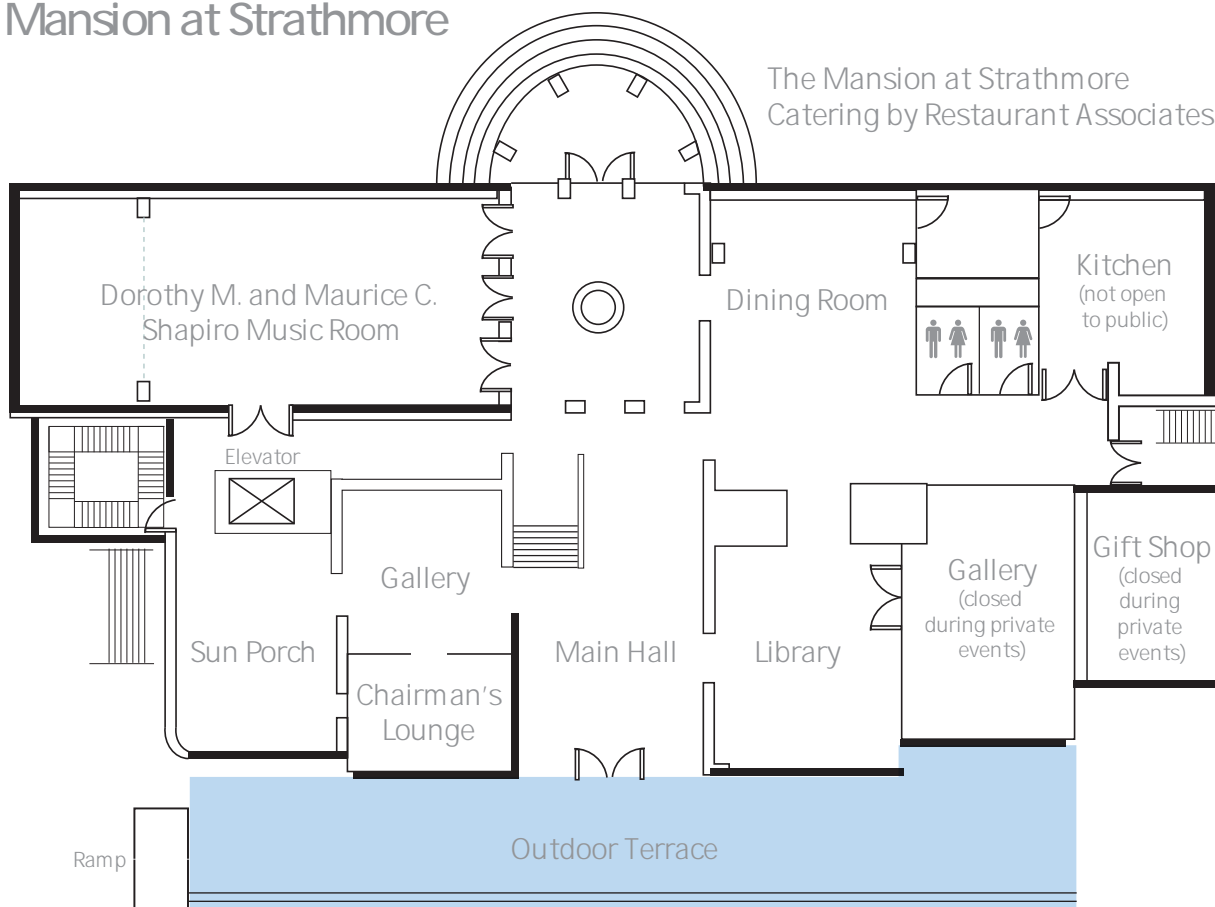 Mansion at Strathmore
The Mansion at Strathmore
Catering by Restaurant Associates
Dorothy M. and Maurice C.
Shapiro Music Room
Dining Room
Kitchen
(not open
to public)
Elevator
Gallery
Gallery
(closed
during private
events)
Gift Shop
(closed
during
private
events)
Sun Porch
Main Hall
Library
Chairman's
Lounge
Outdoor Terrace
Ramp